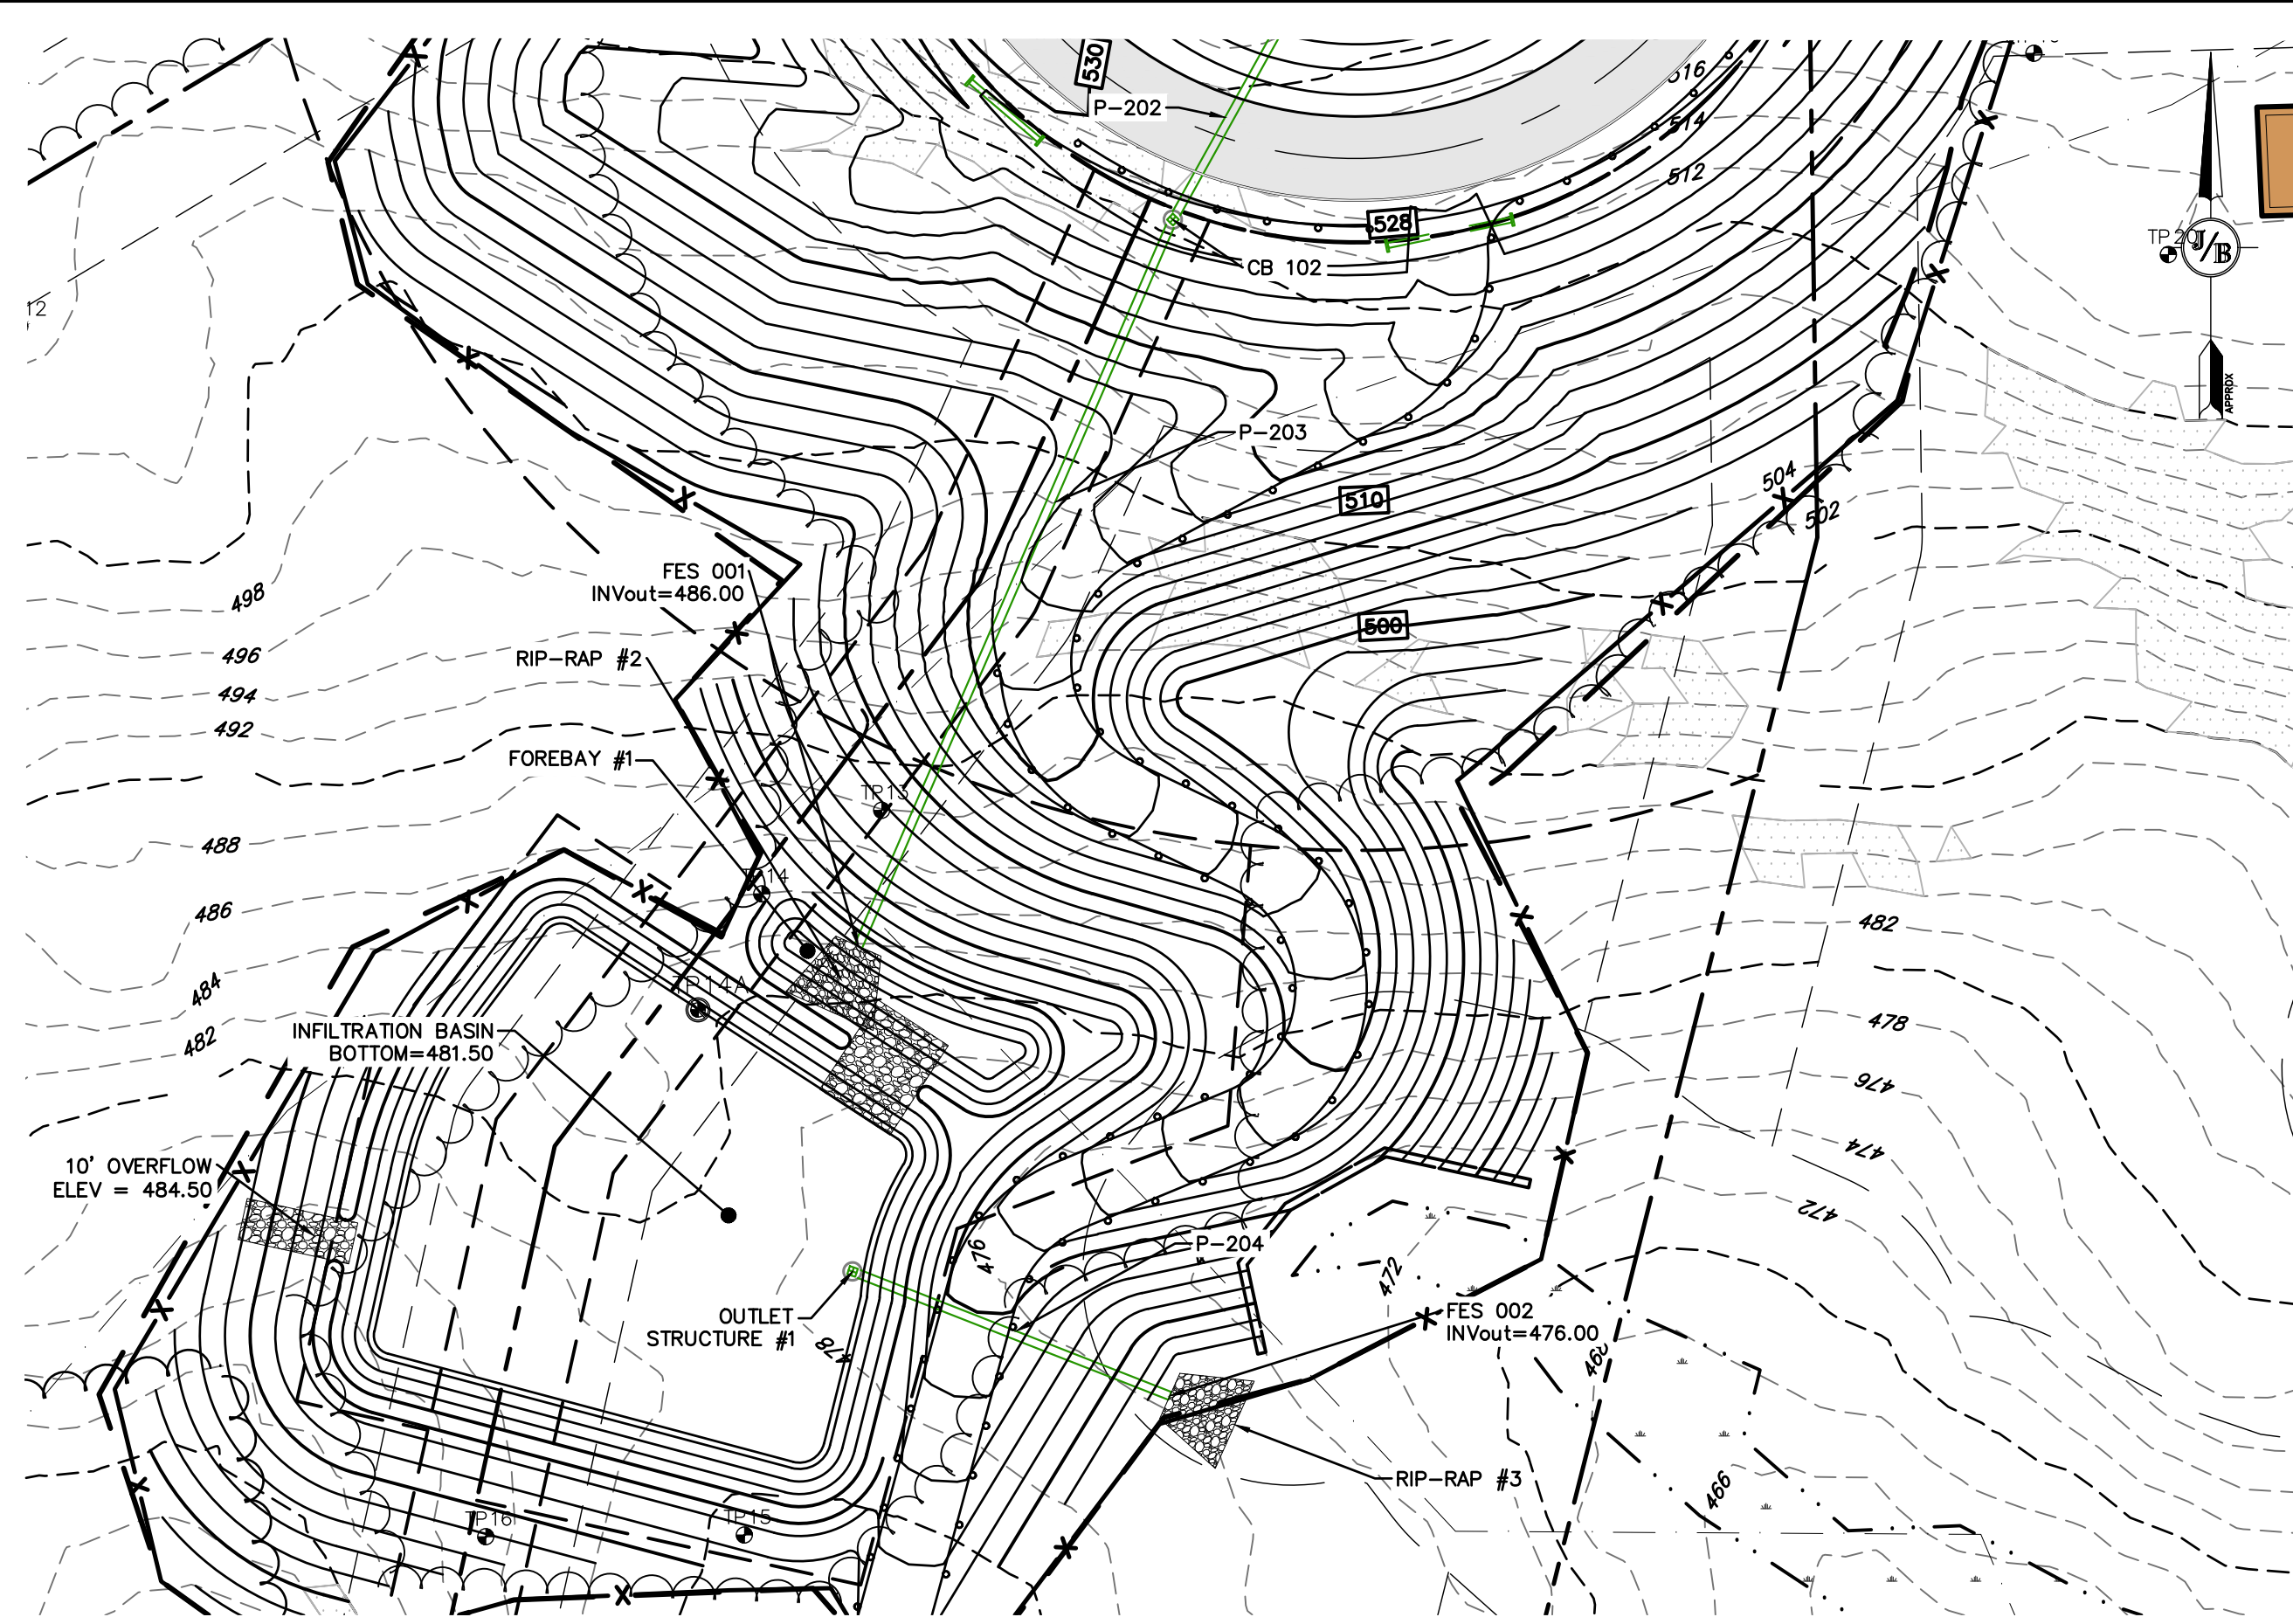 530
P-202
516
514
512
528
CB 102
TP 20
J/B
APPROX
12
P-203
510
504
502
FES 001
INVout=486.00
498
500
RIP-RAP #2
496
494
492
FOREBAY #1
TP13
488
TP14
486
482
484
TP14A
478
INFILTRATION BASIN
BOTTOM=481.50
482
476
474
10' OVERFLOW
ELEV = 484.50
472
P-204
476
472
OUTLET
STRUCTURE #1
478
FES 002
INVout=476.00
RIP-RAP #3
466
TP16
TP15